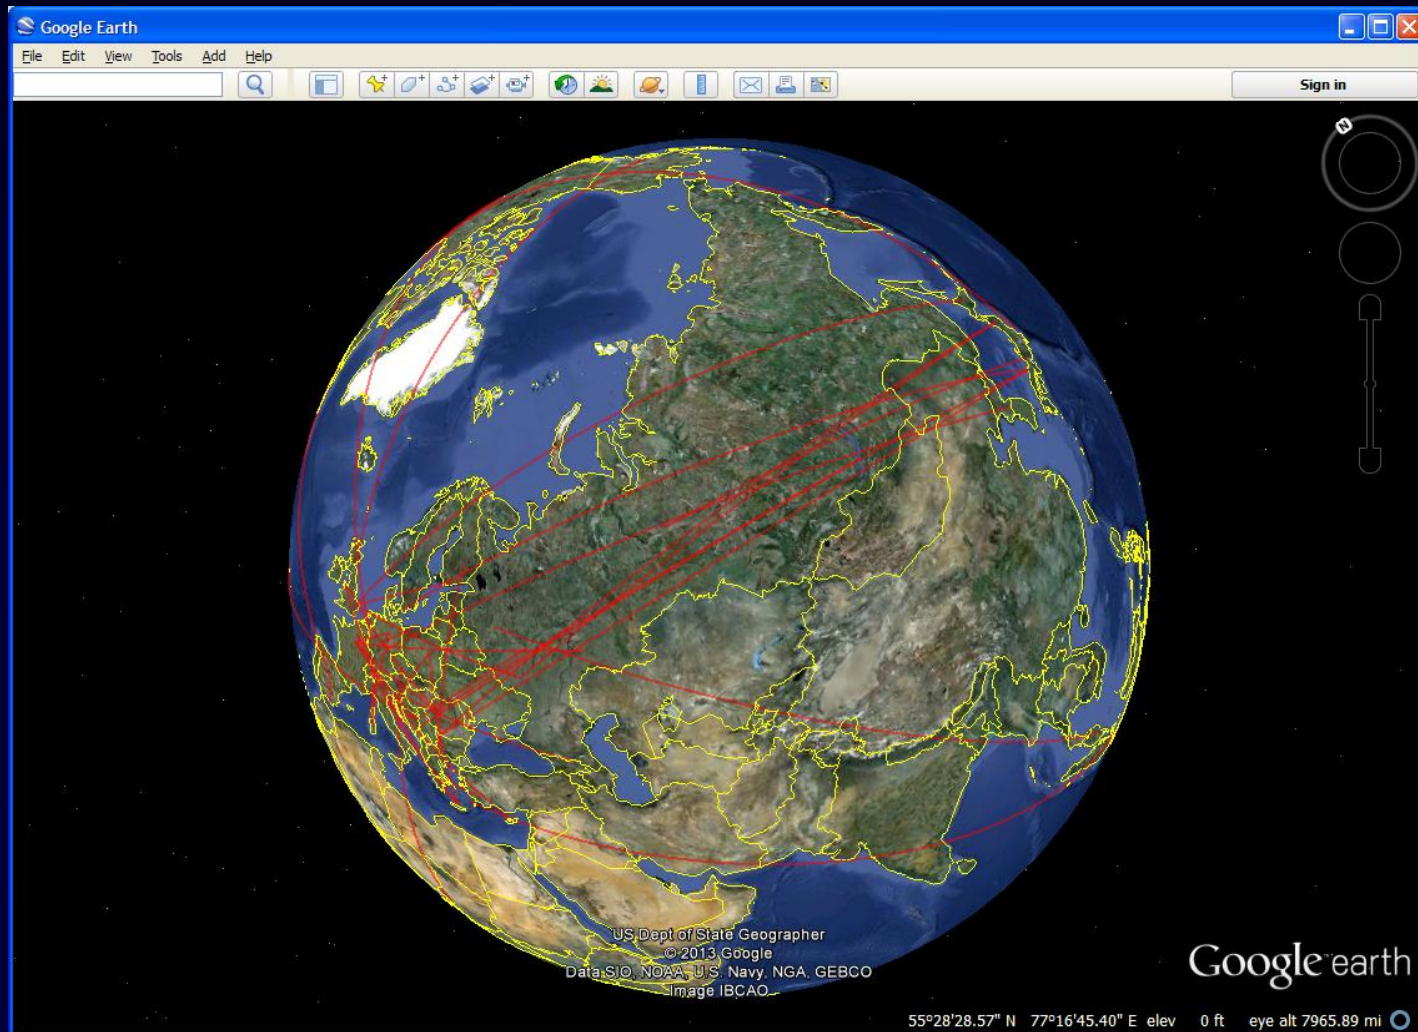 Google Earth
File Edit View Tools Add Help
Sign in
N
US Dept of State Geographer
© 2013 Google
Data SIO, NOAA, U.S. Navy, NGA, GEBCO
Image IBCAO
Google earth
55°28'28.57" N 77°16'45.40" E elev 0 ft eye alt 7965.89 mi